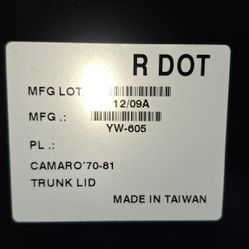 R DOT
MFG LOT
12/09A
MFG .:
YW-605
PL .:
CAMARO'70-81
TRUNK LID
MADE IN TAIWAN